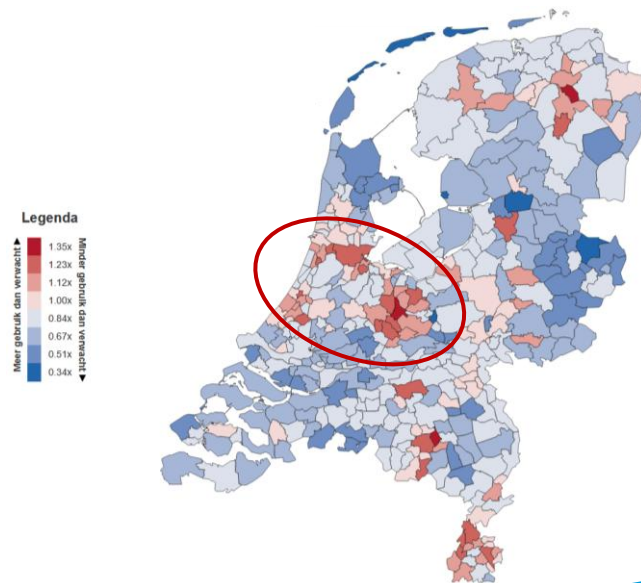 Legenda
Meer gebruik dan verwacht ▶
1.35x
1.23x
1.12x
1.00x
0.84x
0.67x
0.51x
0.34x
Minder gebruik dan verwacht ▶